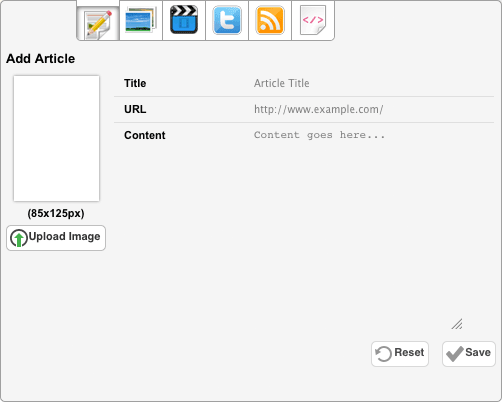 Add Article
Title Article Title
URL http://www.example.com/
Content Content goes here...
(85x125px)
Upload Image
Reset Save